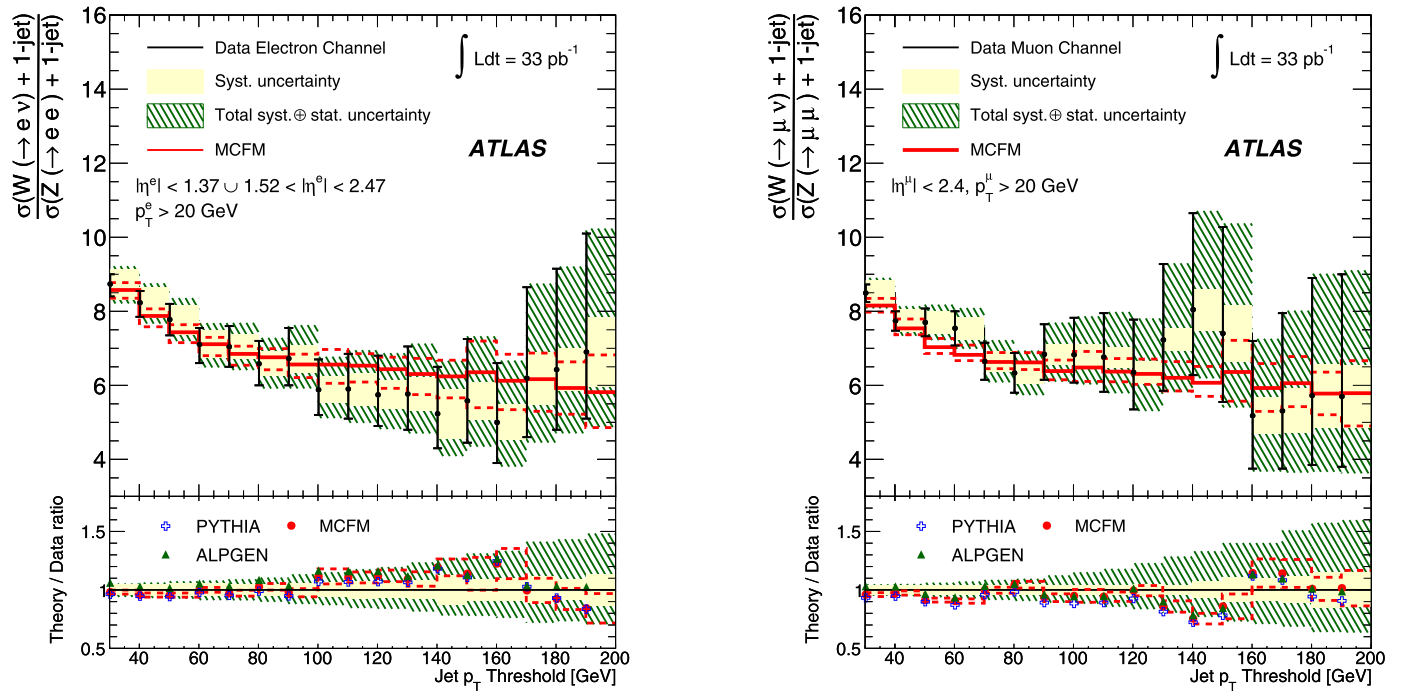 σ(W (→ e ν) + 1-jet)
σ(Z (→ e e) + 1-jet)
16
14
12
10
8
6
4
Data Electron Channel
∫ Ldt = 33 pb⁻¹
Syst. uncertainty
Total syst.⊕ stat. uncertainty
MCFM
ATLAS
|ηᵉ| < 1.37 ∪ 1.52 < |ηᵉ| < 2.47
p_T^e > 20 GeV
Theory / Data ratio
1.5
1
0.5
PYTHIA
MCFM
ALPGEN
40 60 80 100 120 140 160 180 200
Jet p_T Threshold [GeV]
σ(W (→ μ ν) + 1-jet)
σ(Z (→ μ μ) + 1-jet)
16
14
12
10
8
6
4
Data Muon Channel
∫ Ldt = 33 pb⁻¹
Syst. uncertainty
Total syst.⊕ stat. uncertainty
MCFM
ATLAS
|η^μ| < 2.4, p_T^μ > 20 GeV
Theory / Data ratio
1.5
1
0.5
PYTHIA
MCFM
ALPGEN
40 60 80 100 120 140 160 180 200
Jet p_T Threshold [GeV]